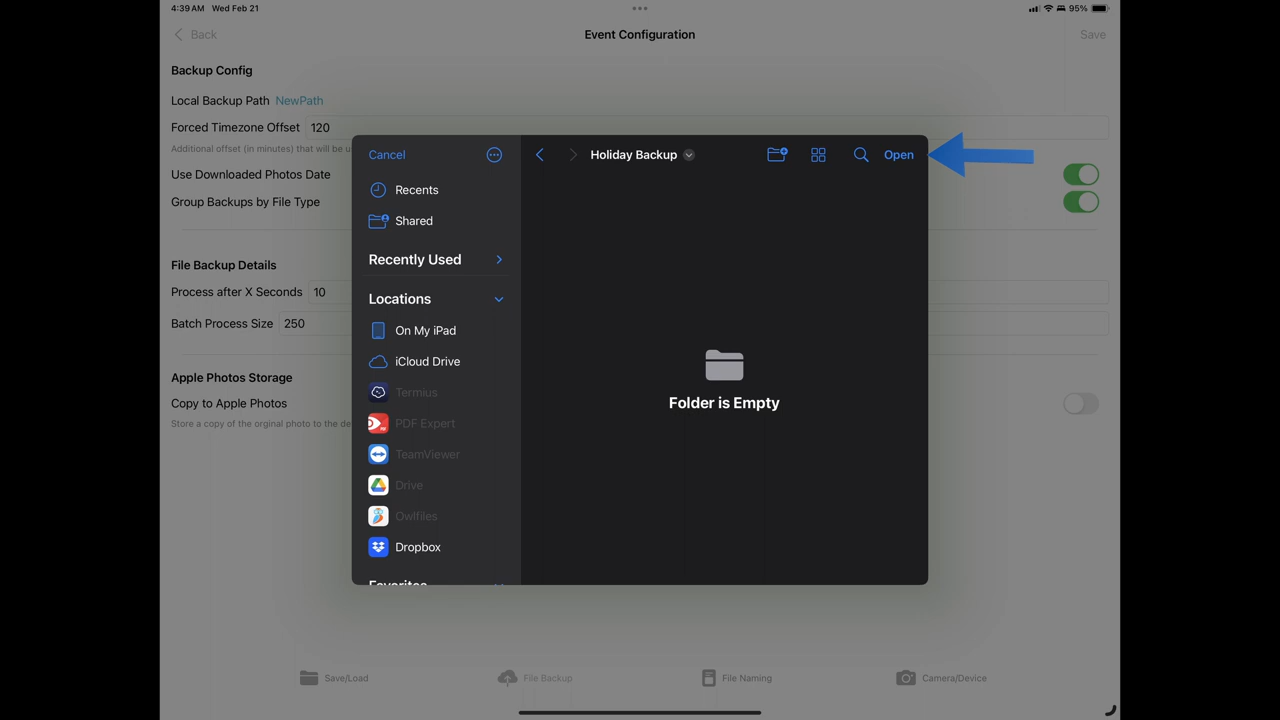 4:39 AM Wed Feb 21
95%
Back
Event Configuration
Save
Backup Config
Local Backup Path NewPath
Forced Timezone Offset 120
Additional offset (in minutes) that will be u
Use Downloaded Photos Date
Group Backups by File Type
File Backup Details
Process after X Seconds 10
Batch Process Size 250
Apple Photos Storage
Copy to Apple Photos
Store a copy of the orginal photo to the de
Cancel
Recents
Shared
Recently Used
Locations
On My iPad
iCloud Drive
Termius
PDF Expert
TeamViewer
Drive
Owlfiles
Dropbox
Favorites
Holiday Backup
Open
Folder is Empty
Save/Load
File Backup
File Naming
Camera/Device